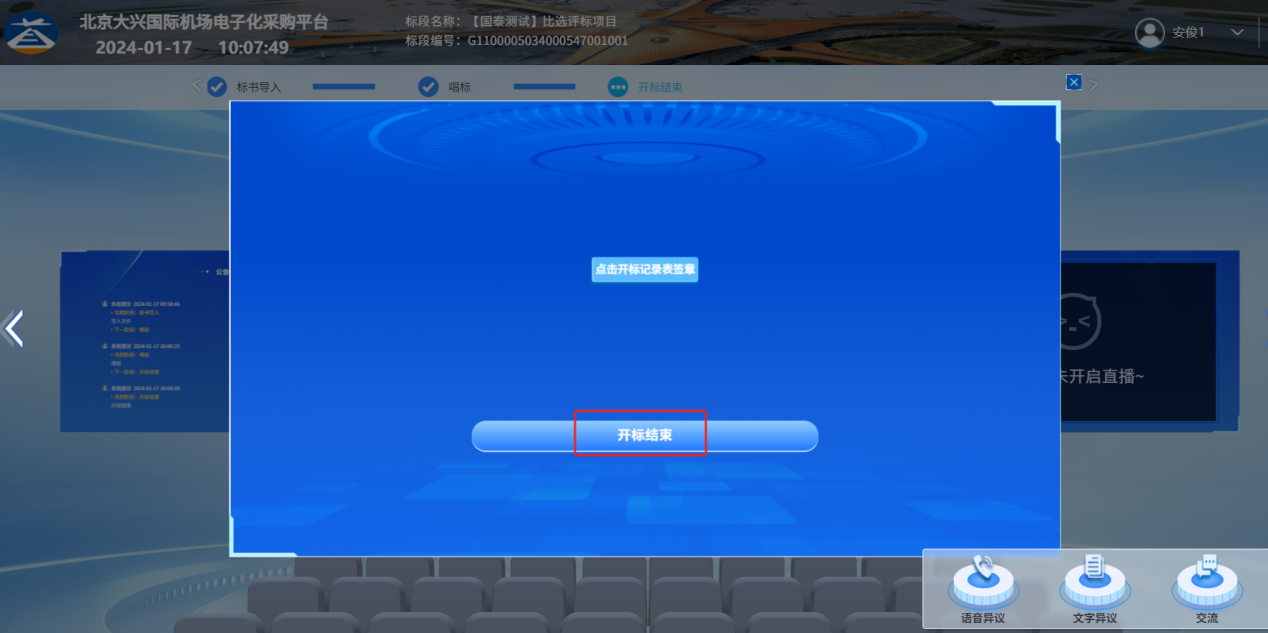 北京大兴国际机场电子化采购平台
2024-01-17 10:07:49
标段名称：【国泰测试】比选评标项目
标段编号：G1100005034000547001001
安俊1
标书导入
唱标
开标结束
点击开标记录表签章
开标结束
未开启直播~
语音异议
文字异议
交流